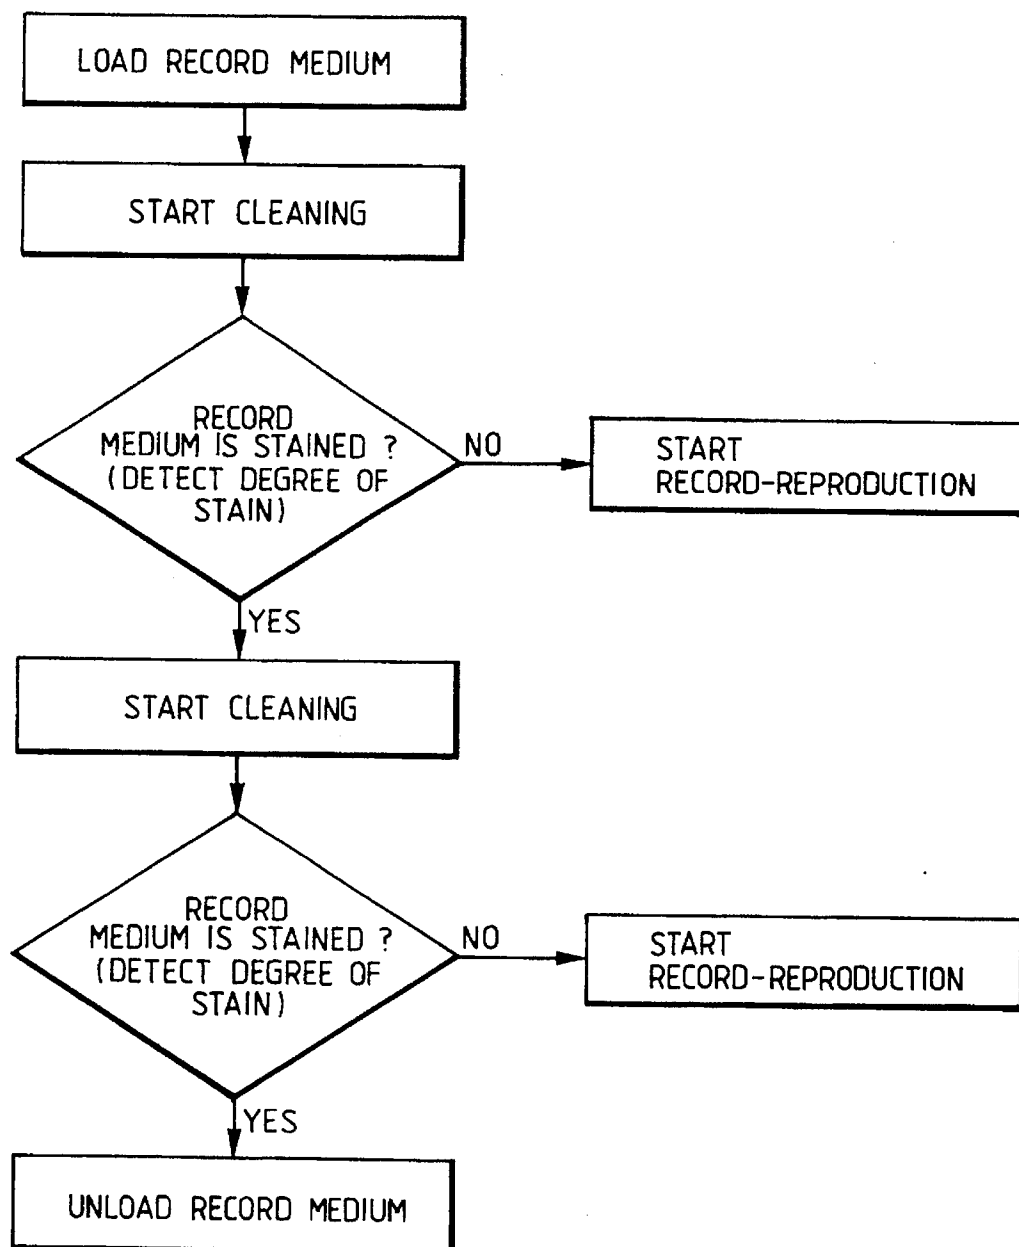 LOAD RECORD MEDIUM
START CLEANING
RECORD
MEDIUM IS STAINED ?
(DETECT DEGREE OF
STAIN)
NO
START
RECORD-REPRODUCTION
YES
START CLEANING
RECORD
MEDIUM IS STAINED ?
(DETECT DEGREE OF
STAIN)
NO
START
RECORD-REPRODUCTION
YES
UNLOAD RECORD MEDIUM